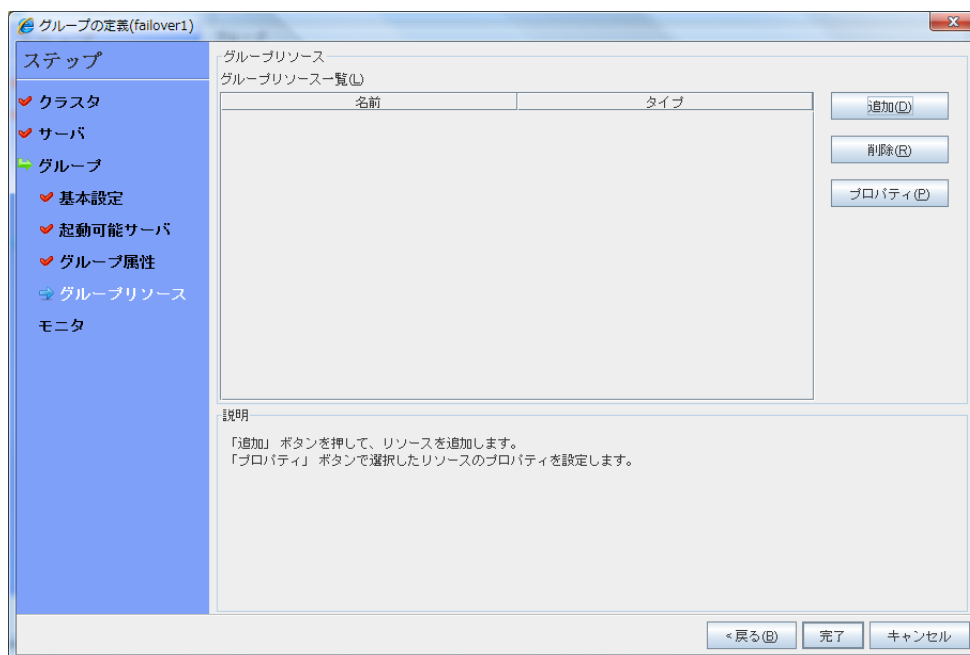 グループの定義(failover1)
ステップ
クラスタ
サーバ
グループ
基本設定
起動可能サーバ
グループ属性
グループリソース
モニタ
グループリソース
グループリソース一覧(L)
名前 タイプ
追加(D)
削除(R)
プロパティ(P)
説明
「追加」 ボタンを押して、リソースを追加します。
「プロパティ」 ボタンで選択したリソースのプロパティを設定します。
<戻る(B) 完了 キャンセル